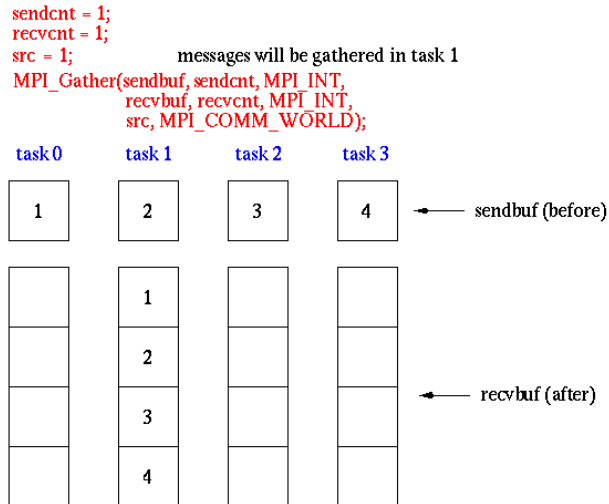 sendcnt = 1;
recvcnt = 1;
src = 1; messages will be gathered in task 1
MPI_Gather(sendbuf, sendcnt, MPI_INT,
recvbuf, recvcnt, MPI_INT,
src, MPI_COMM_WORLD);
task 0 task 1 task 2 task 3
1 2 3 4 sendbuf (before)
1
2
3
recvbuf (after)
4